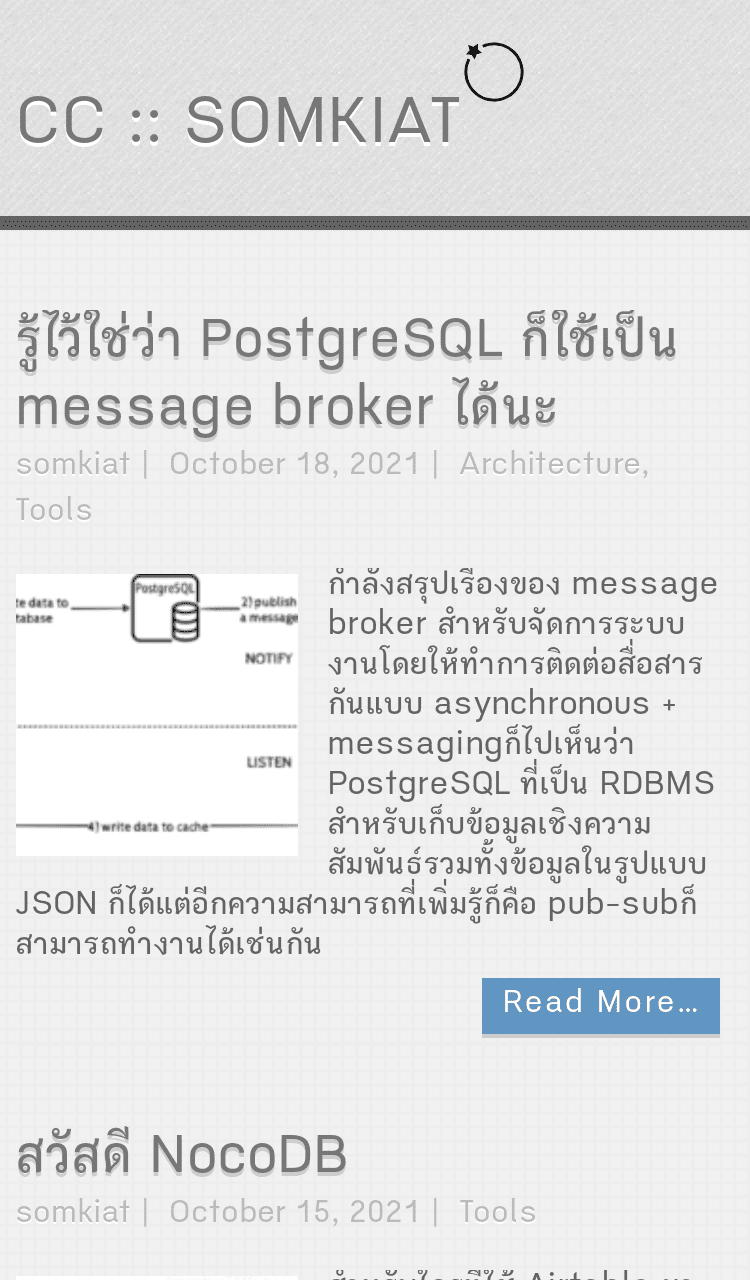 CC :: SOMKIAT
รู้ไว้ใช่ว่า PostgreSQL ก็ใช้เป็น
message broker ได้นะ
somkiat | October 18, 2021 | Architecture,
Tools
te data to
tabase
PostgreSQL
2) publish
a message
NOTIFY
LISTEN
4) write data to cache
กำลังสรุปเรื่องของ message
broker สำหรับจัดการระบบ
งานโดยให้ทำการติดต่อสื่อสาร
กันแบบ asynchronous +
messagingก็ไปเห็นว่า
PostgreSQL ที่เป็น RDBMS
สำหรับเก็บข้อมูลเชิงความ
สัมพันธ์รวมทั้งข้อมูลในรูปแบบ
JSON ก็ได้แต่อีกความสามารถที่เพิ่มรู้ก็คือ pub-subก็
สามารถทำงานได้เช่นกัน
Read More…
สวัสดี NocoDB
somkiat | October 15, 2021 | Tools